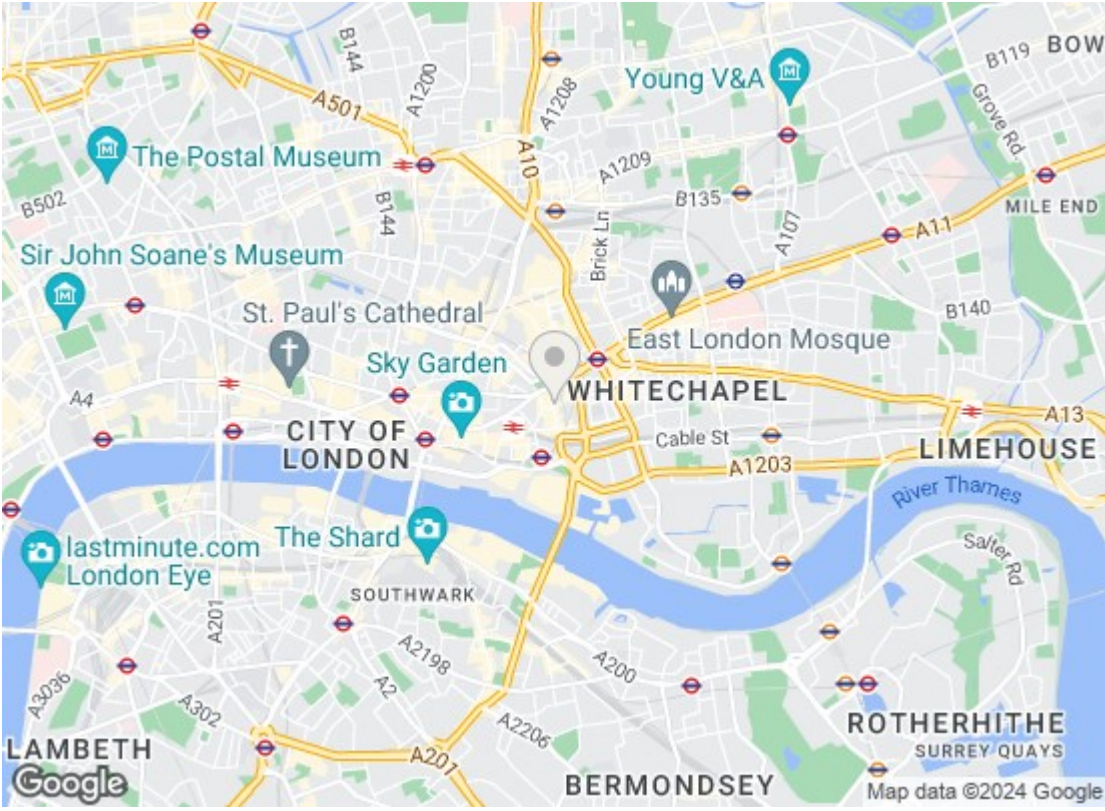 BOW
B119
B144
A1200
A1208
Young V&A
A501
Grove Rd
The Postal Museum
A10
A1209
B502
B144
B135
MILE END
Brick Ln
A107
A11
Sir John Soane's Museum
St. Paul's Cathedral
B140
East London Mosque
Sky Garden
WHITECHAPEL
A4
A13
CITY OF
LONDON
Cable St
LIMEHOUSE
A1203
River Thames
The Shard
lastminute.com
London Eye
Salter Rd
SOUTHWARK
A201
A2198
A200
A3036
A2
A302
A2206
ROTHERHITHE
SURREY QUAYS
LAMBETH
A201
BERMONDSEY
Google
Map data ©2024 Google